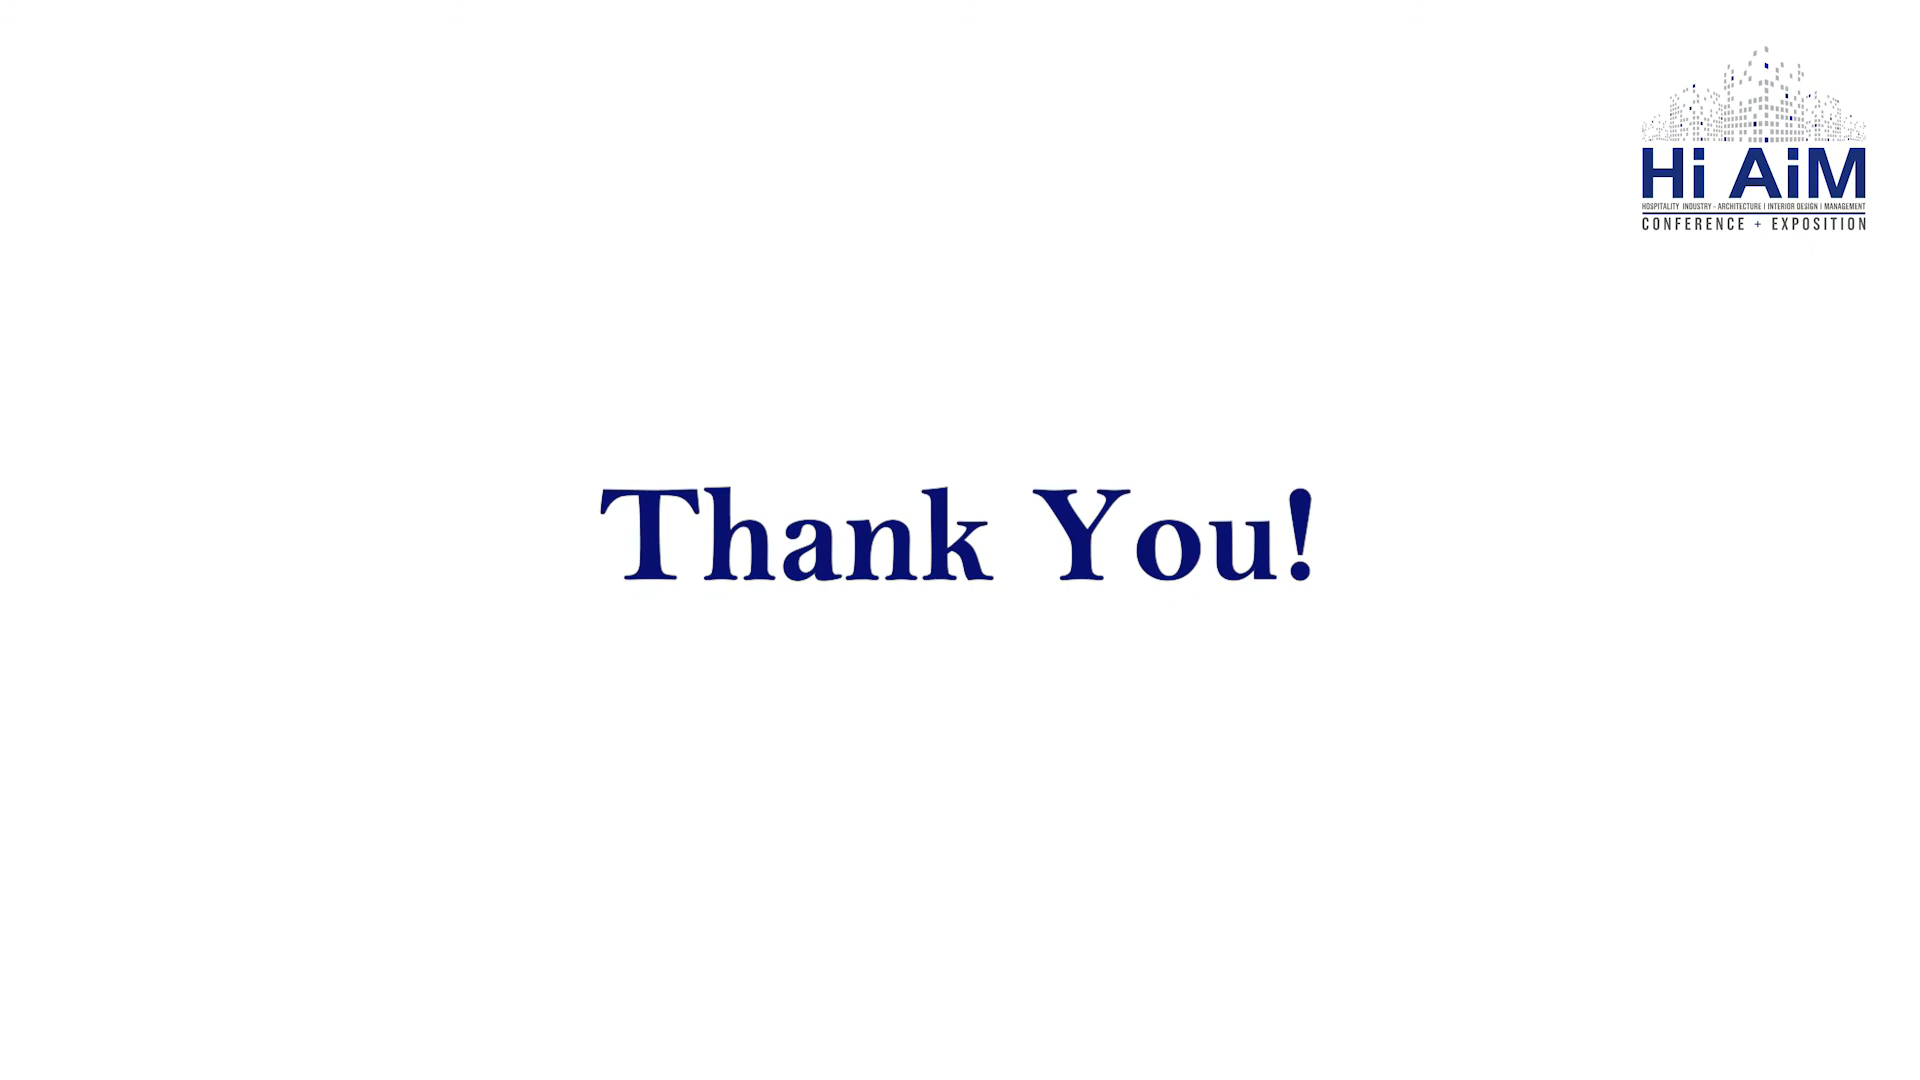 Hi AiM
HOSPITALITY INDUSTRY - ARCHITECTURE | INTERIOR DESIGN | MANAGEMENT
CONFERENCE + EXPOSITION
Thank You!